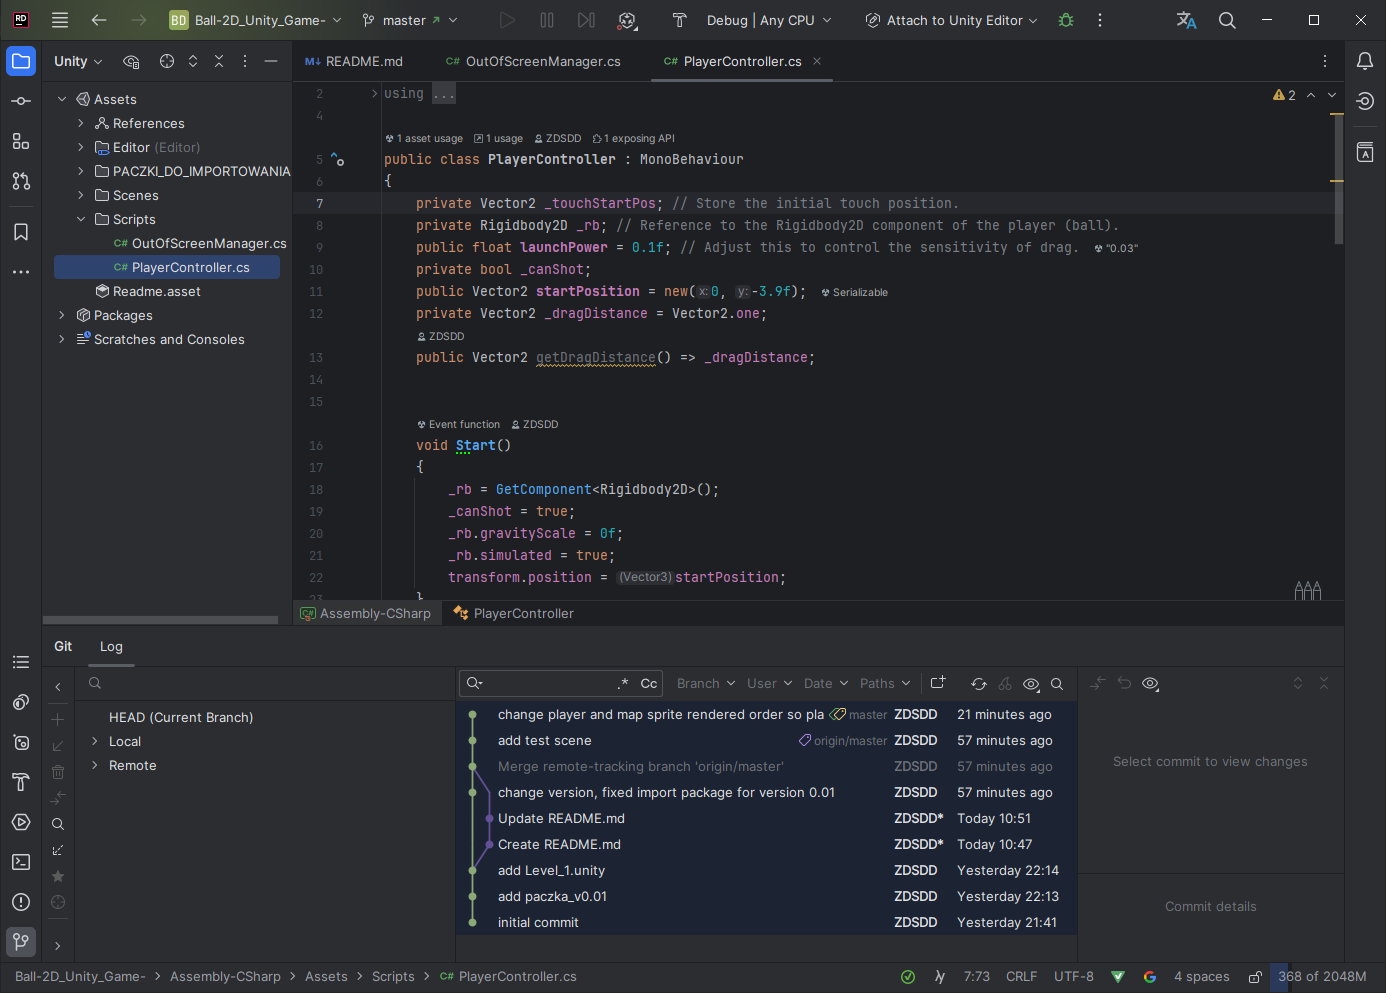 RD BD Ball-2D_Unity_Game- master Debug | Any CPU Attach to Unity Editor
Unity
README.md
C# OutOfScreenManager.cs
C# PlayerController.cs
Assets
References
Editor (Editor)
PACZKI_DO_IMPORTOWANIA
Scenes
Scripts
C# OutOfScreenManager.cs
C# PlayerController.cs
Readme.asset
Packages
Scratches and Consoles
2 using ...
2
4
1 asset usage 1 usage ZDSDD 1 exposing API
5 public class PlayerController : MonoBehaviour
6 {
7 private Vector2 _touchStartPos; // Store the initial touch position.
8 private Rigidbody2D _rb; // Reference to the Rigidbody2D component of the player (ball).
9 public float launchPower = 0.1f; // Adjust this to control the sensitivity of drag. "0.03"
10 private bool _canShot;
11 public Vector2 startPosition = new(x:0, y:-3.9f); Serializable
12 private Vector2 _dragDistance = Vector2.one;
ZDSDD
13 public Vector2 getDragDistance() => _dragDistance;
14
15
Event function ZDSDD
16 void Start()
17 {
18 _rb = GetComponent<Rigidbody2D>();
19 _canShot = true;
20 _rb.gravityScale = 0f;
21 _rb.simulated = true;
22 transform.position = (Vector3)startPosition;
23 }
C# Assembly-CSharp PlayerController
Git Log
.* Cc Branch User Date Paths
HEAD (Current Branch)
Local
Remote
change player and map sprite rendered order so pla master ZDSDD 21 minutes ago
add test scene origin/master ZDSDD 57 minutes ago
Merge remote-tracking branch 'origin/master' ZDSDD 57 minutes ago
change version, fixed import package for version 0.01 ZDSDD 57 minutes ago
Update README.md ZDSDD* Today 10:51
Create README.md ZDSDD* Today 10:47
add Level_1.unity ZDSDD Yesterday 22:14
add paczka_v0.01 ZDSDD Yesterday 22:13
initial commit ZDSDD Yesterday 21:41
Select commit to view changes
Commit details
Ball-2D_Unity_Game- > Assembly-CSharp > Assets > Scripts > C# PlayerController.cs
7:73 CRLF UTF-8 4 spaces 368 of 2048M